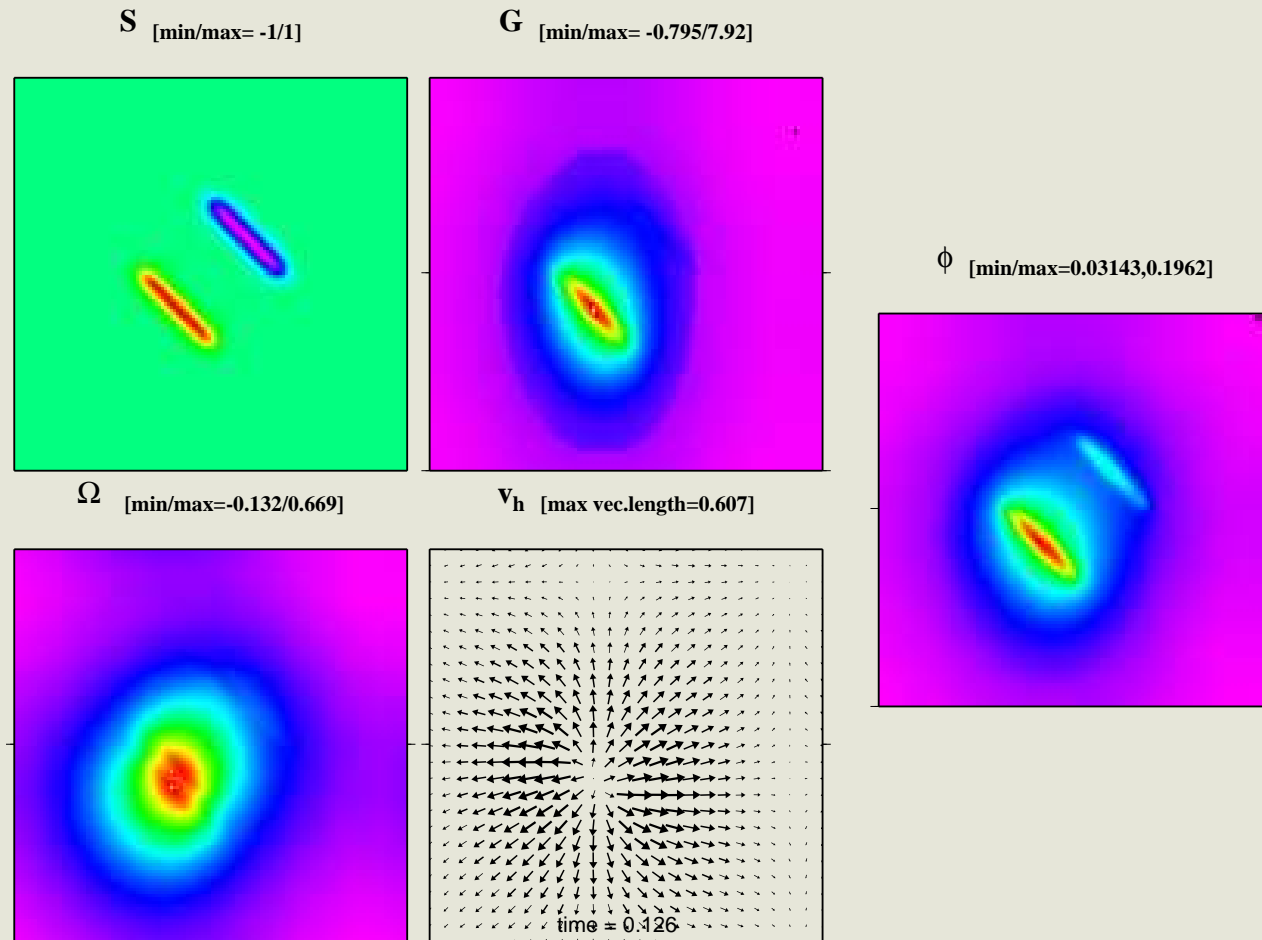 S [min/max= -1/1]
G [min/max= -0.795/7.92]
ϕ [min/max=0.03143,0.1962]
Ω [min/max=-0.132/0.669]
vh [max vec.length=0.607]
time = 0.126